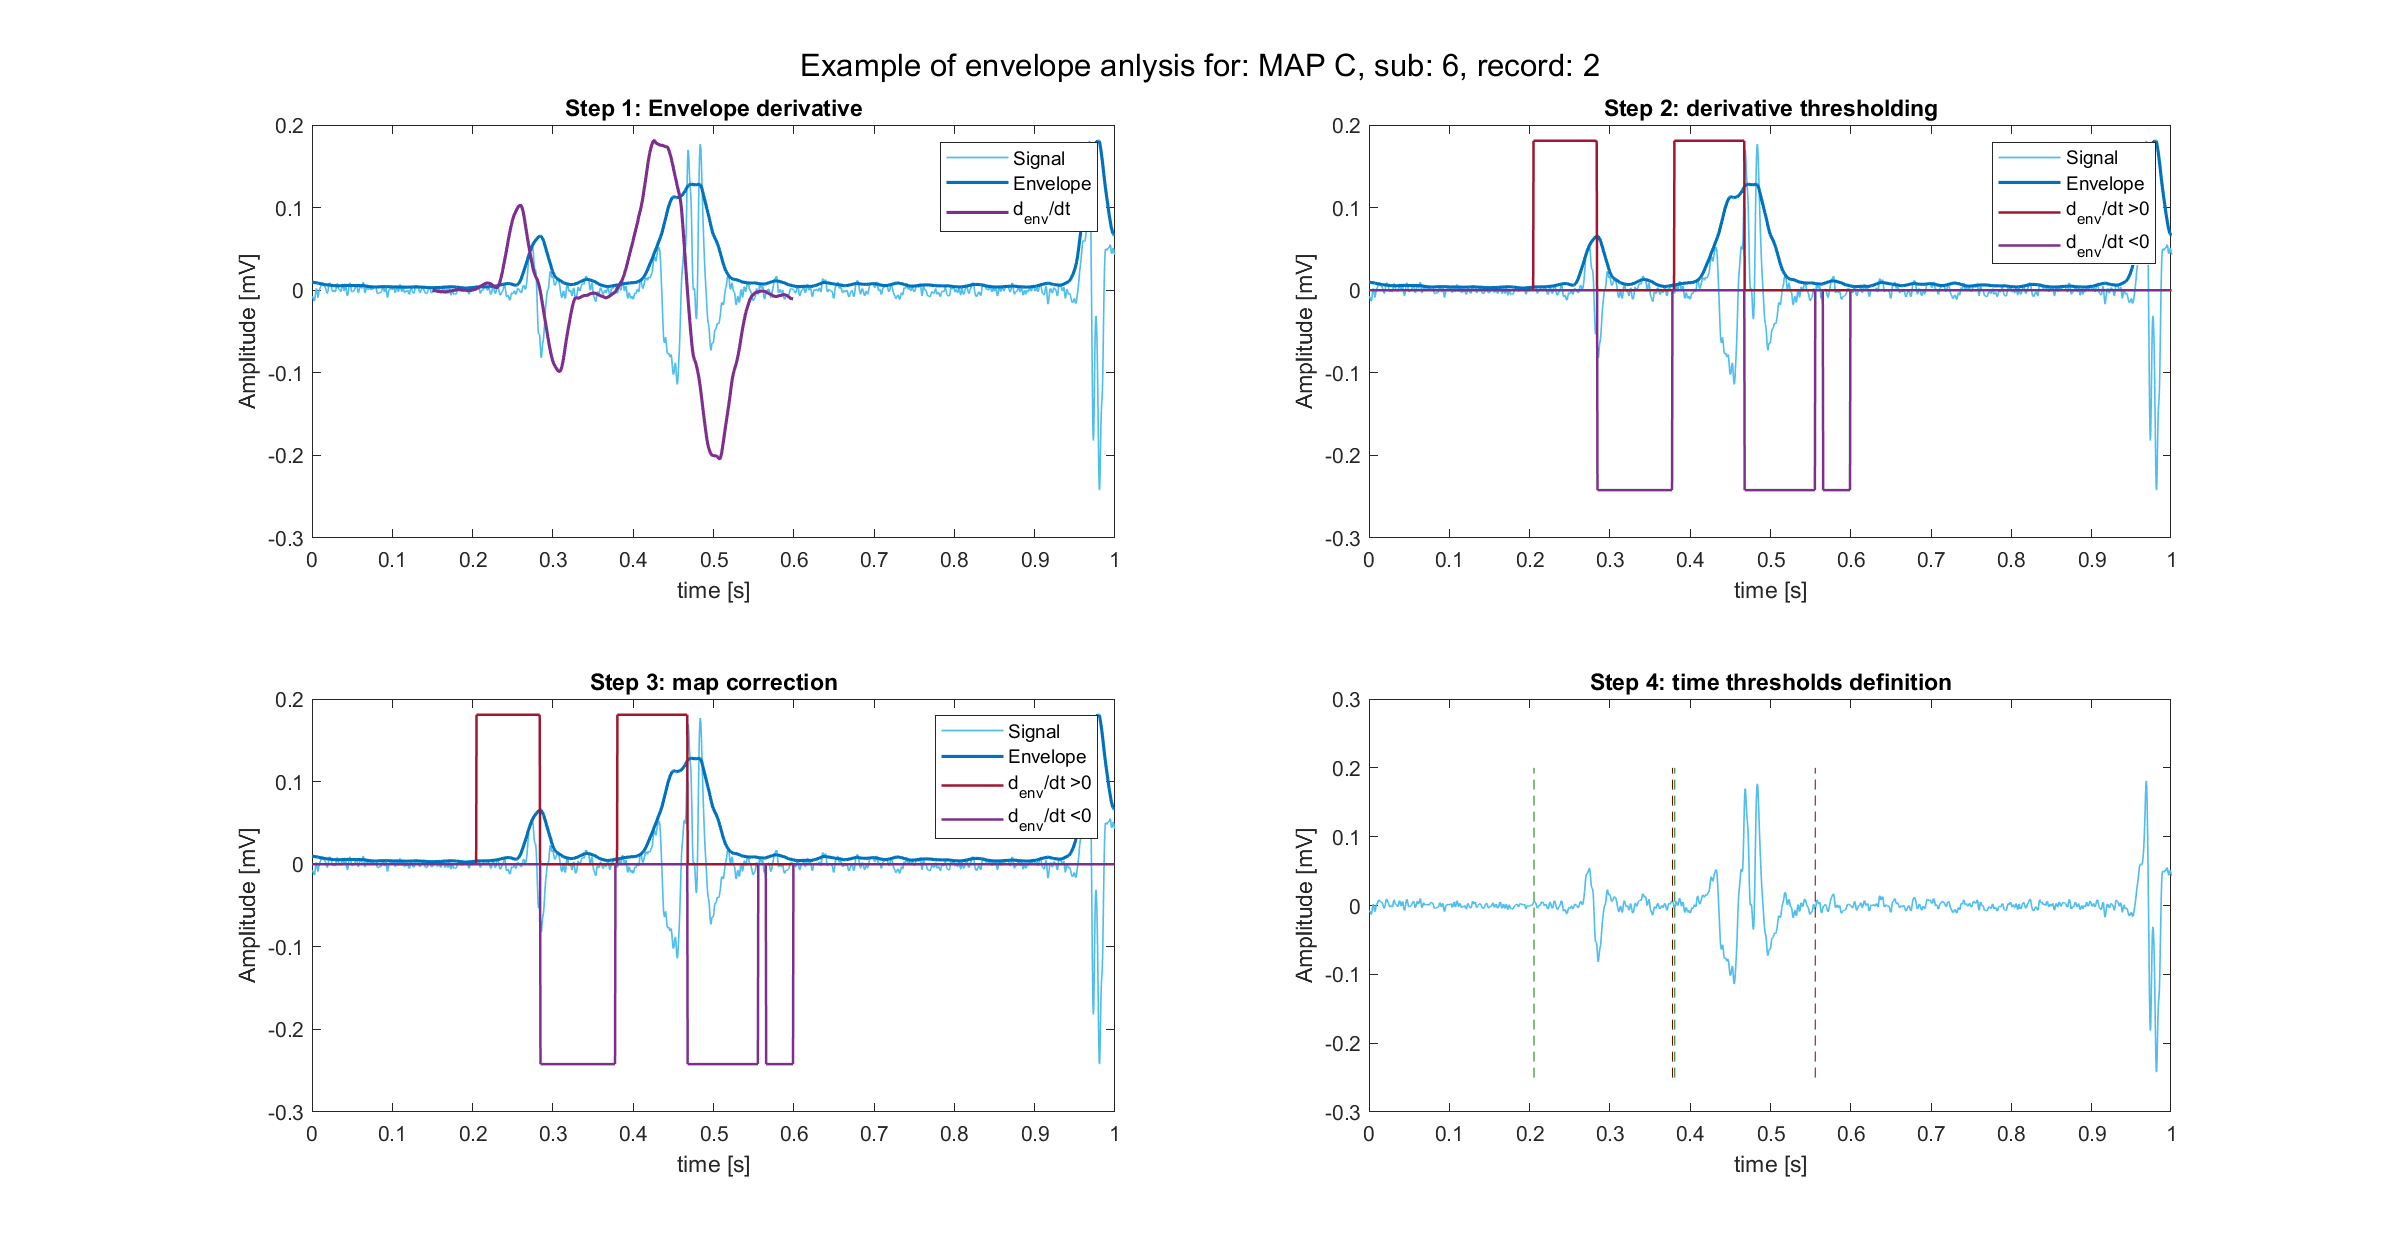 Example of envelope anlysis for: MAP C, sub: 6, record: 2
Step 1: Envelope derivative
0.2
0.1
0
-0.1
-0.2
-0.3
Amplitude [mV]
0 0.1 0.2 0.3 0.4 0.5 0.6 0.7 0.8 0.9 1
time [s]
Signal
Envelope
d_env/dt
Step 2: derivative thresholding
0.2
0.1
0
-0.1
-0.2
-0.3
Amplitude [mV]
0 0.1 0.2 0.3 0.4 0.5 0.6 0.7 0.8 0.9 1
time [s]
Signal
Envelope
d_env/dt >0
d_env/dt <0
Step 3: map correction
0.2
0.1
0
-0.1
-0.2
-0.3
Amplitude [mV]
0 0.1 0.2 0.3 0.4 0.5 0.6 0.7 0.8 0.9 1
time [s]
Signal
Envelope
d_env/dt >0
d_env/dt <0
Step 4: time thresholds definition
0.3
0.2
0.1
0
-0.1
-0.2
-0.3
Amplitude [mV]
0 0.1 0.2 0.3 0.4 0.5 0.6 0.7 0.8 0.9 1
time [s]